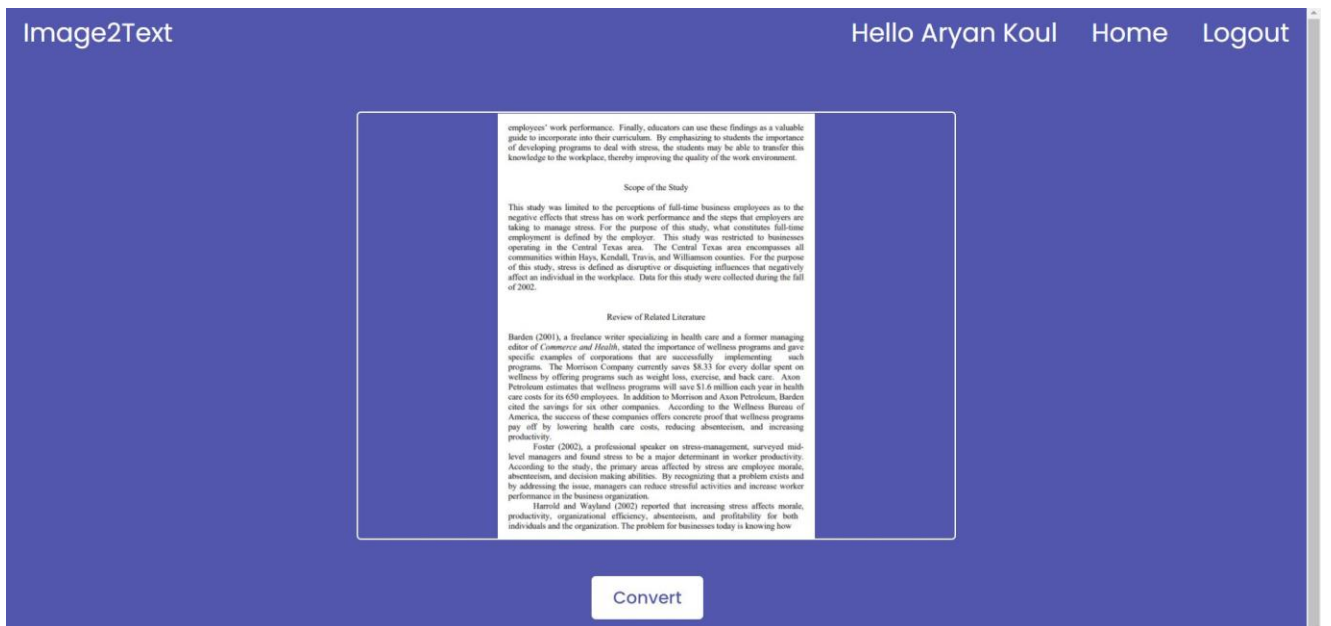 Image2Text
Hello Aryan Koul Home Logout
employees' work performance. Finally, educators can use these findings as a valuable
guide to incorporate into their curriculum. By emphasizing to students the importance
of developing programs to deal with stress, the students may be able to transfer this
knowledge to the workplace, thereby improving the quality of the work environment.
Scope of the Study
This study was limited to the perceptions of full-time business employees as to the
negative effects that stress has on work performance and the steps that employers are
taking to manage stress. For the purpose of this study, what constitutes full-time
employment is defined by the employer. This study was restricted to businesses
operating in the Central Texas area. The Central Texas area encompasses all
communities within Hays, Kendall, Travis, and Williamson counties. For the purpose
of this study, stress is defined as disruptive or disquieting influences that negatively
affect an individual in the workplace. Data for this study were collected during the fall
of 2002.
Review of Related Literature
Barden (2001), a freelance writer specializing in health care and a former managing
editor of Commerce and Health, stated the importance of wellness programs and gave
specific examples of corporations that are successfully implementing such
programs. The Morrison Company currently saves $8.33 for every dollar spent on
wellness by offering programs such as weight loss, exercise, and back care. Axon
Petroleum estimates that wellness programs will save $1.6 million each year in health
care costs for its 650 employees. In addition to Morrison and Axon Petroleum, Barden
cited the savings for six other companies. According to the Wellness Bureau of
America, the success of these companies offers concrete proof that wellness programs
pay off by lowering health care costs, reducing absenteeism, and increasing
productivity.
Foster (2002), a professional speaker on stress-management, surveyed mid-
level managers and found stress to be a major determinant in worker productivity.
According to the study, the primary areas affected by stress are employee morale,
absenteeism, and decision making abilities. By recognizing that a problem exists and
by addressing the issue, managers can reduce stressful activities and increase worker
performance in the business organization.
Harrold and Wayland (2002) reported that increasing stress affects morale,
productivity, organizational efficiency, absenteeism, and profitability for both
individuals and the organization. The problem for businesses today is knowing how
Convert